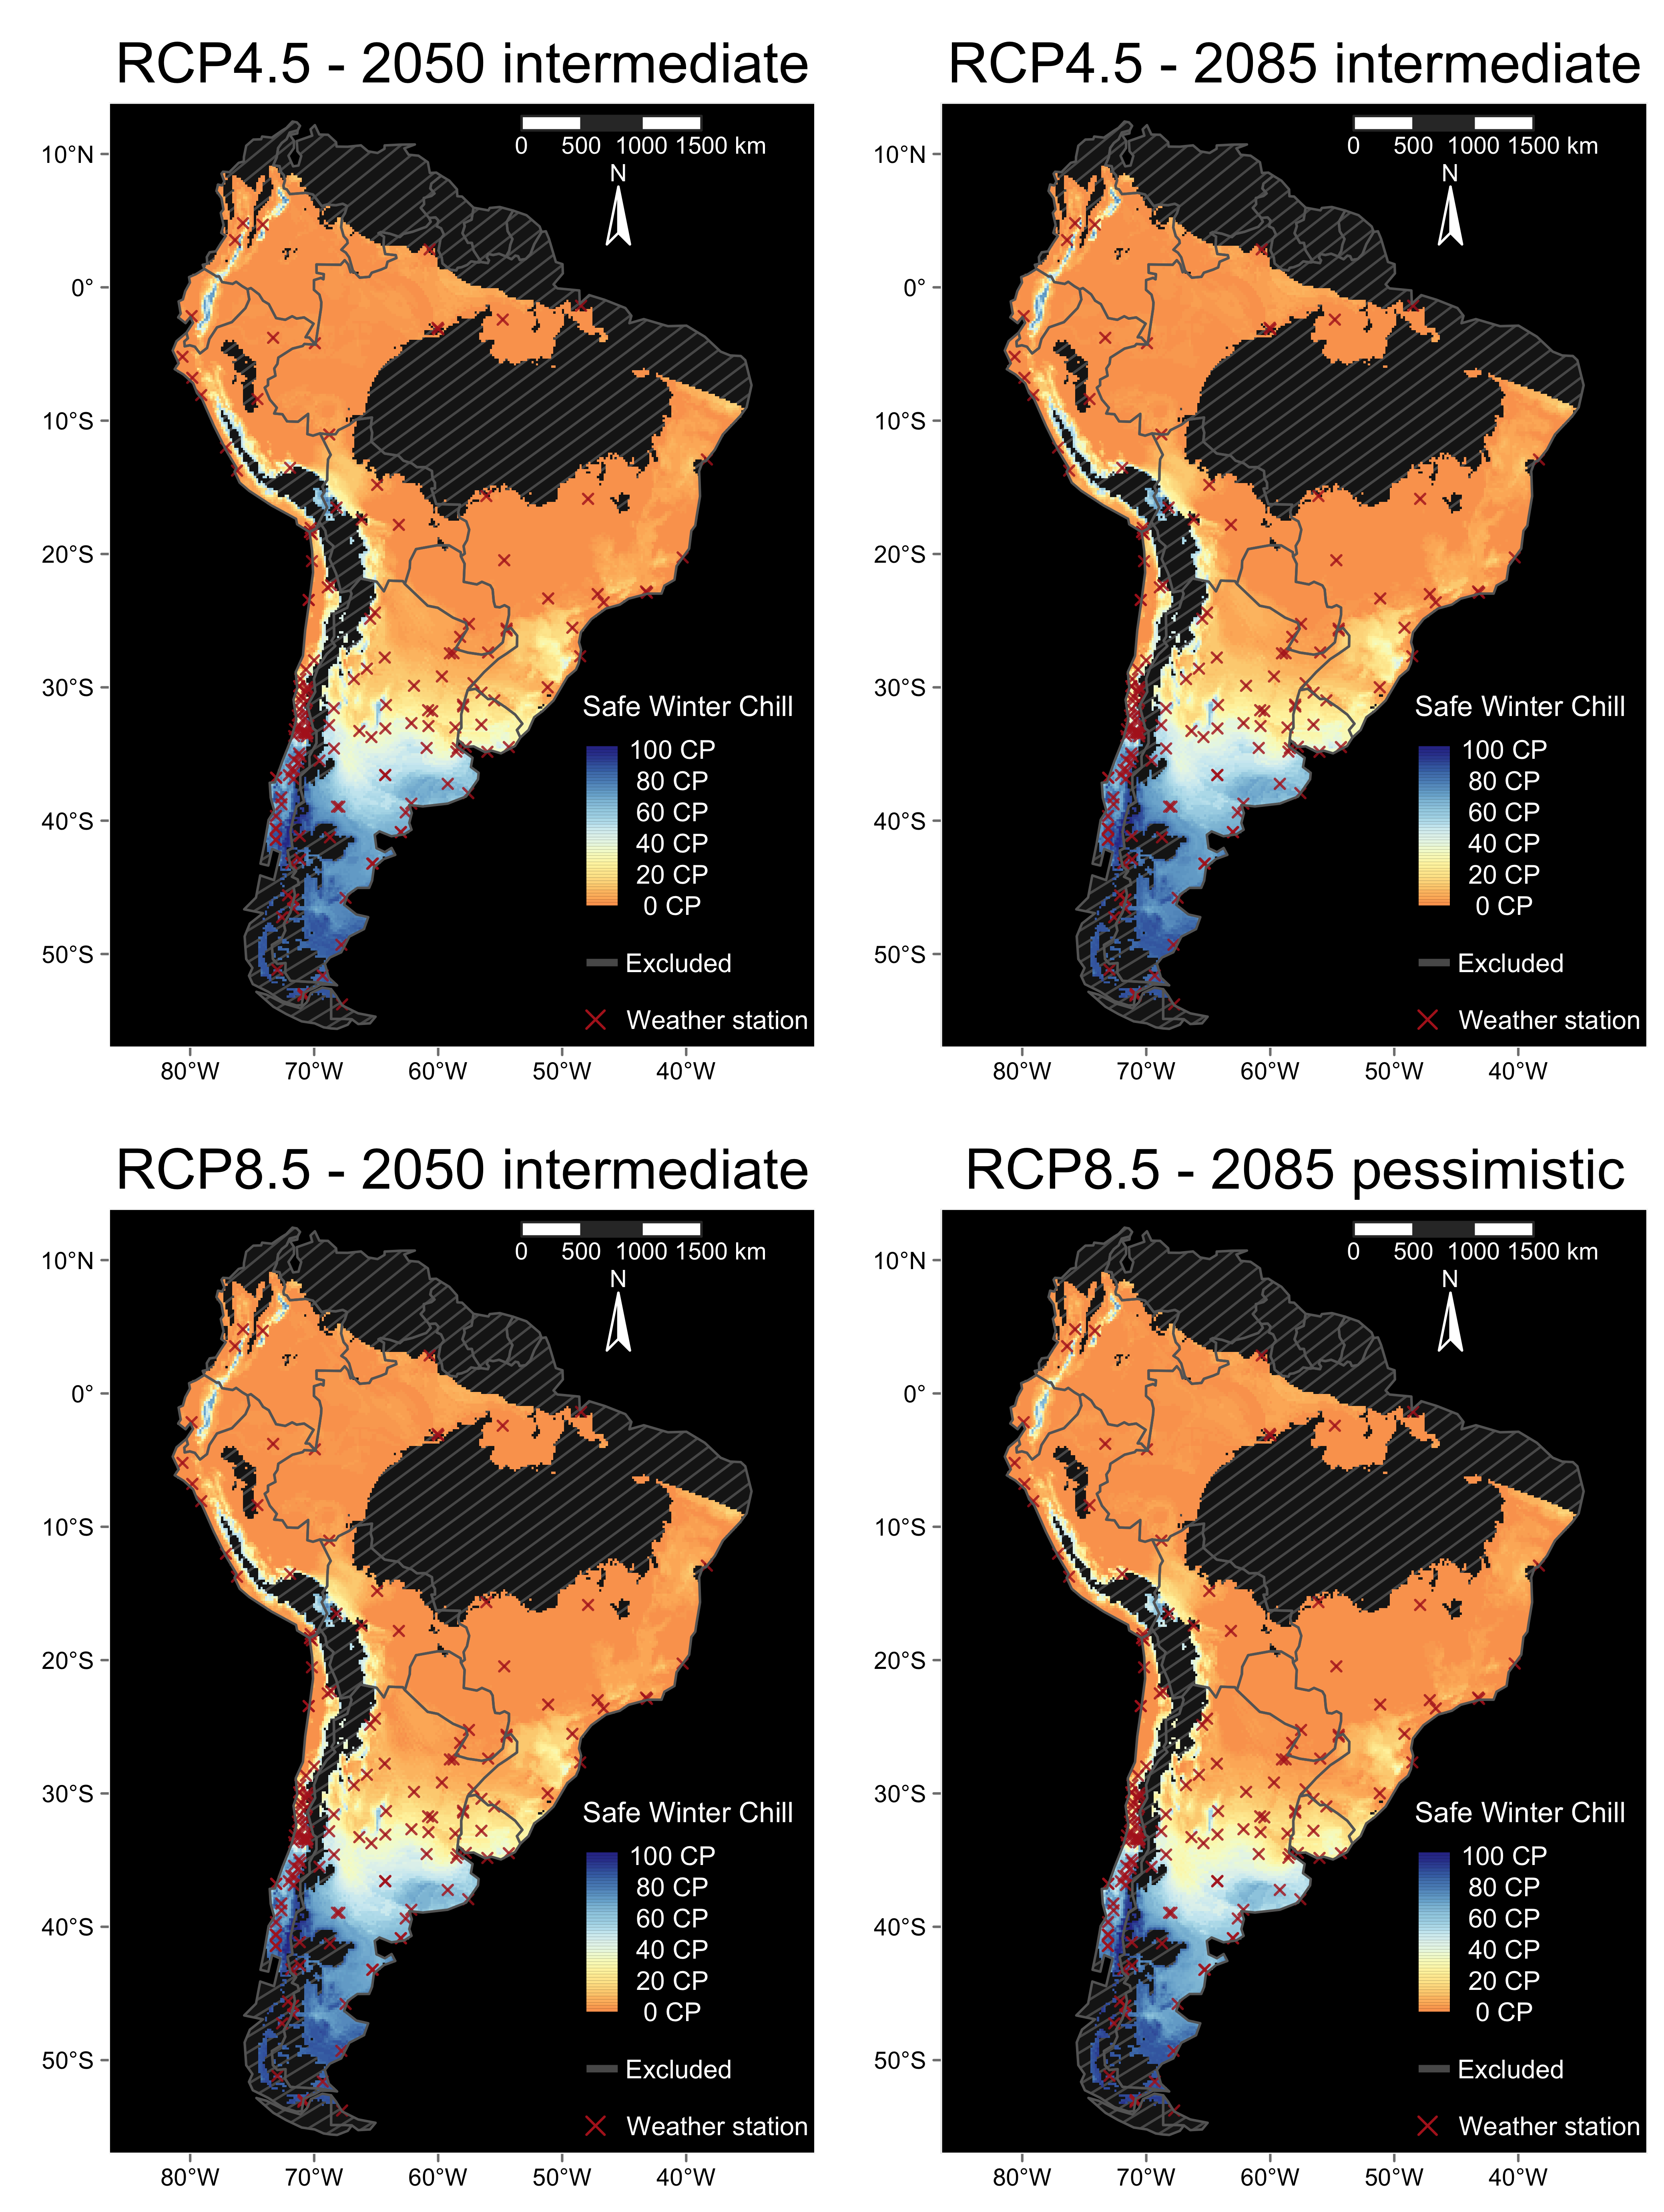 RCP4.5 - 2050 intermediate
0 500 1000 1500 km
N
10°N
0°
10°S
20°S
30°S
40°S
50°S
Safe Winter Chill
100 CP
80 CP
60 CP
40 CP
20 CP
0 CP
Excluded
Weather station
80°W 70°W 60°W 50°W 40°W
RCP4.5 - 2085 intermediate
0 500 1000 1500 km
N
10°N
0°
10°S
20°S
30°S
40°S
50°S
Safe Winter Chill
100 CP
80 CP
60 CP
40 CP
20 CP
0 CP
Excluded
Weather station
80°W 70°W 60°W 50°W 40°W
RCP8.5 - 2050 intermediate
0 500 1000 1500 km
N
10°N
0°
10°S
20°S
30°S
40°S
50°S
Safe Winter Chill
100 CP
80 CP
60 CP
40 CP
20 CP
0 CP
Excluded
Weather station
80°W 70°W 60°W 50°W 40°W
RCP8.5 - 2085 pessimistic
0 500 1000 1500 km
N
10°N
0°
10°S
20°S
30°S
40°S
50°S
Safe Winter Chill
100 CP
80 CP
60 CP
40 CP
20 CP
0 CP
Excluded
Weather station
80°W 70°W 60°W 50°W 40°W